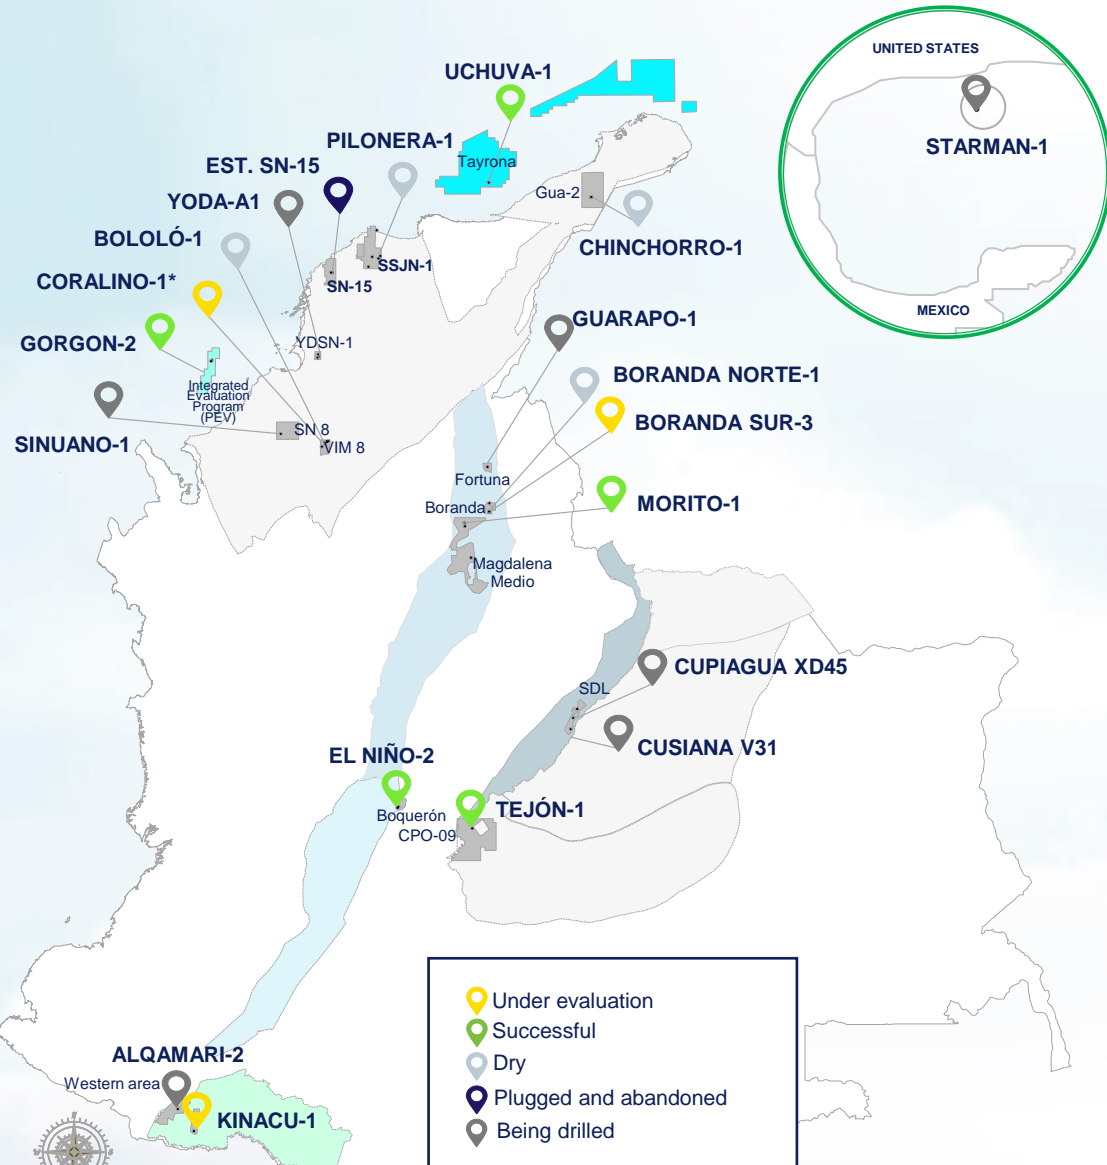 UNITED STATES
STARMAN-1
MEXICO
UCHUVA-1
PILONERA-1
Tayrona
EST. SN-15
Gua-2
YODA-A1
BOLOLÓ-1
CHINCHORRO-1
SSJN-1
CORALINO-1*
SN-15
GUARAPO-1
GORGON-2
YDSN-1
BORANDA NORTE-1
Integrated
Evaluation
Program
(PEV)
BORANDA SUR-3
SN 8
SINUANO-1
VIM 8
Fortuna
MORITO-1
Boranda
Magdalena
Medio
CUPIAGUA XD45
SDL
CUSIANA V31
EL NIÑO-2
TEJÓN-1
Boquerón
CPO-09
Under evaluation
Successful
Dry
Plugged and abandoned
Being drilled
ALQAMARI-2
Western area
KINACU-1